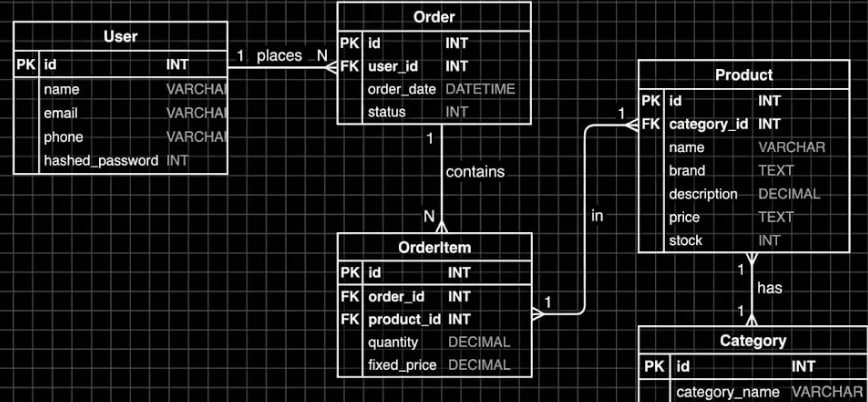 User
PK id INT
name VARCHAI
email VARCHAI
phone VARCHAI
hashed_password INT
1 places N
Order
PK id INT
FK user_id INT
order_date DATETIME
status INT
1
contains
N
OrderItem
PK id INT
FK order_id INT
FK product_id INT
quantity DECIMAL
fixed_price DECIMAL
1
in
1
Product
PK id INT
FK category_id INT
name VARCHAR
brand TEXT
description DECIMAL
price TEXT
stock INT
1
has
1
Category
PK id INT
category_name VARCHAR